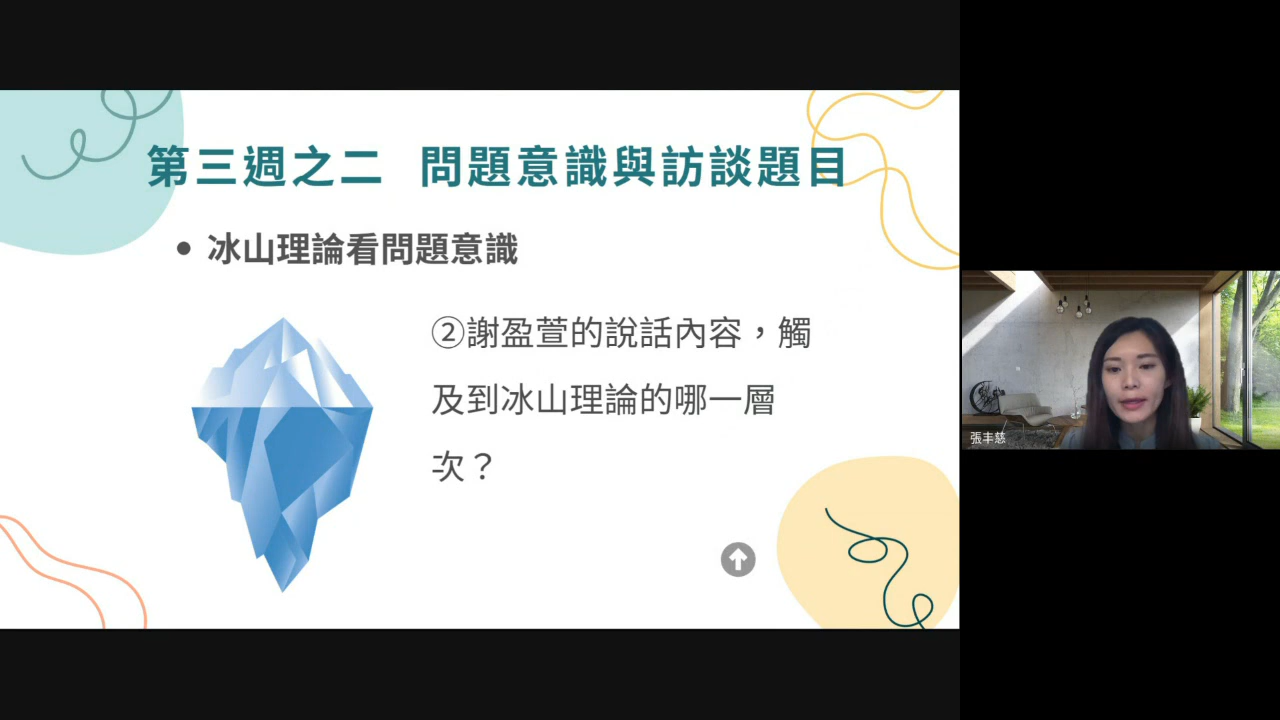 第三週之二 問題意識與訪談題目
• 冰山理論看問題意識
②謝盈萱的說話內容，觸
及到冰山理論的哪一層
次？
張丰慈